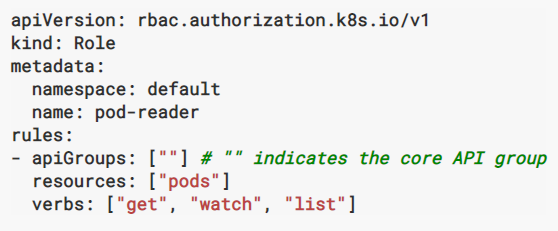 apiVersion: rbac.authorization.k8s.io/v1
kind: Role
metadata:
  namespace: default
  name: pod-reader
rules:
- apiGroups: [""] # "" indicates the core API group
  resources: ["pods"]
  verbs: ["get", "watch", "list"]